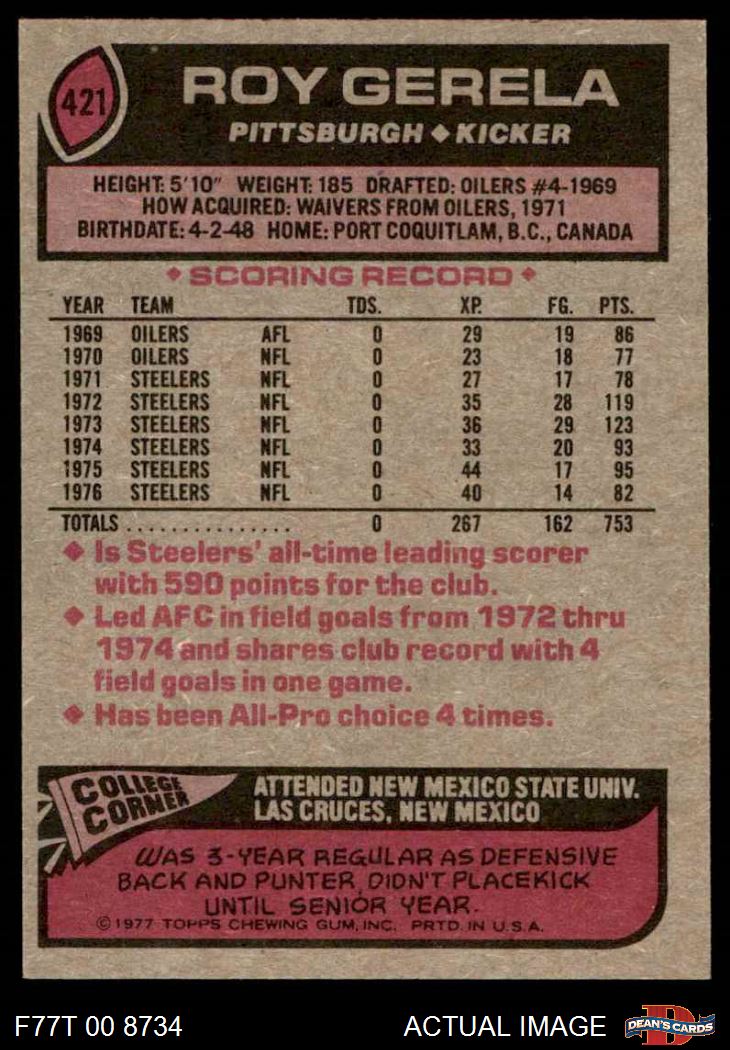 421
ROY GERELA
PITTSBURGH ◆ KICKER
HEIGHT: 5'10" WEIGHT: 185 DRAFTED: OILERS #4-1969
HOW ACQUIRED: WAIVERS FROM OILERS, 1971
BIRTHDATE: 4-2-48 HOME: PORT COQUITLAM, B.C., CANADA
◆ SCORING RECORD ◆
YEAR TEAM TDS. XP. FG. PTS.
1969 OILERS AFL 0 29 19 86
1970 OILERS NFL 0 23 18 77
1971 STEELERS NFL 0 27 17 78
1972 STEELERS NFL 0 35 28 119
1973 STEELERS NFL 0 36 29 123
1974 STEELERS NFL 0 33 20 93
1975 STEELERS NFL 0 44 17 95
1976 STEELERS NFL 0 40 14 82
TOTALS ............... 0 267 162 753
◆ Is Steelers' all-time leading scorer
with 590 points for the club.
◆ Led AFC in field goals from 1972 thru
1974 and shares club record with 4
field goals in one game.
◆ Has been All-Pro choice 4 times.
COLLEGE
CORNER
ATTENDED NEW MEXICO STATE UNIV.
LAS CRUCES, NEW MEXICO
WAS 3-YEAR REGULAR AS DEFENSIVE
BACK AND PUNTER, DIDN'T PLACEKICK
UNTIL SENIOR YEAR.
© 1977 TOPPS CHEWING GUM, INC. PRTD. IN U.S.A.
F77T 00 8734
ACTUAL IMAGE
D
DEAN'S CARDS